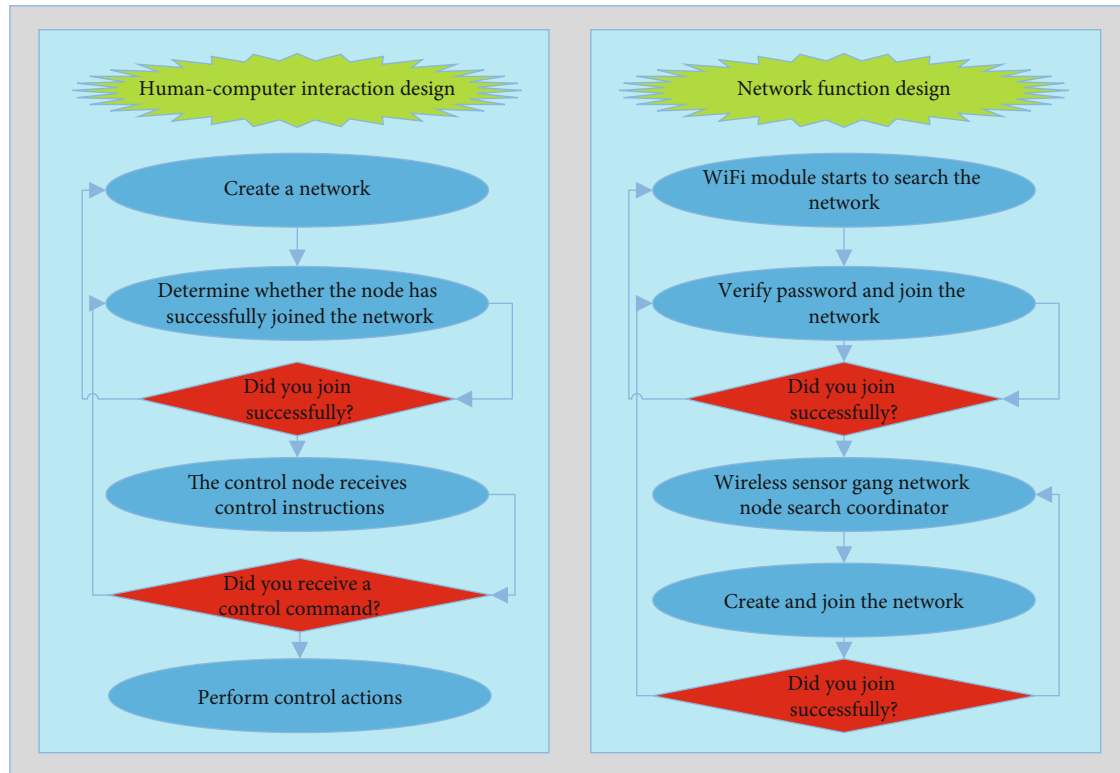 Human-computer interaction design
Create a network
Determine whether the node has
successfully joined the network
Did you join
successfully?
The control node receives
control instructions
Did you receive a
control command?
Perform control actions
Network function design
WiFi module starts to search the
network
Verify password and join the
network
Did you join
successfully?
Wireless sensor gang network
node search coordinator
Create and join the network
Did you join
successfully?